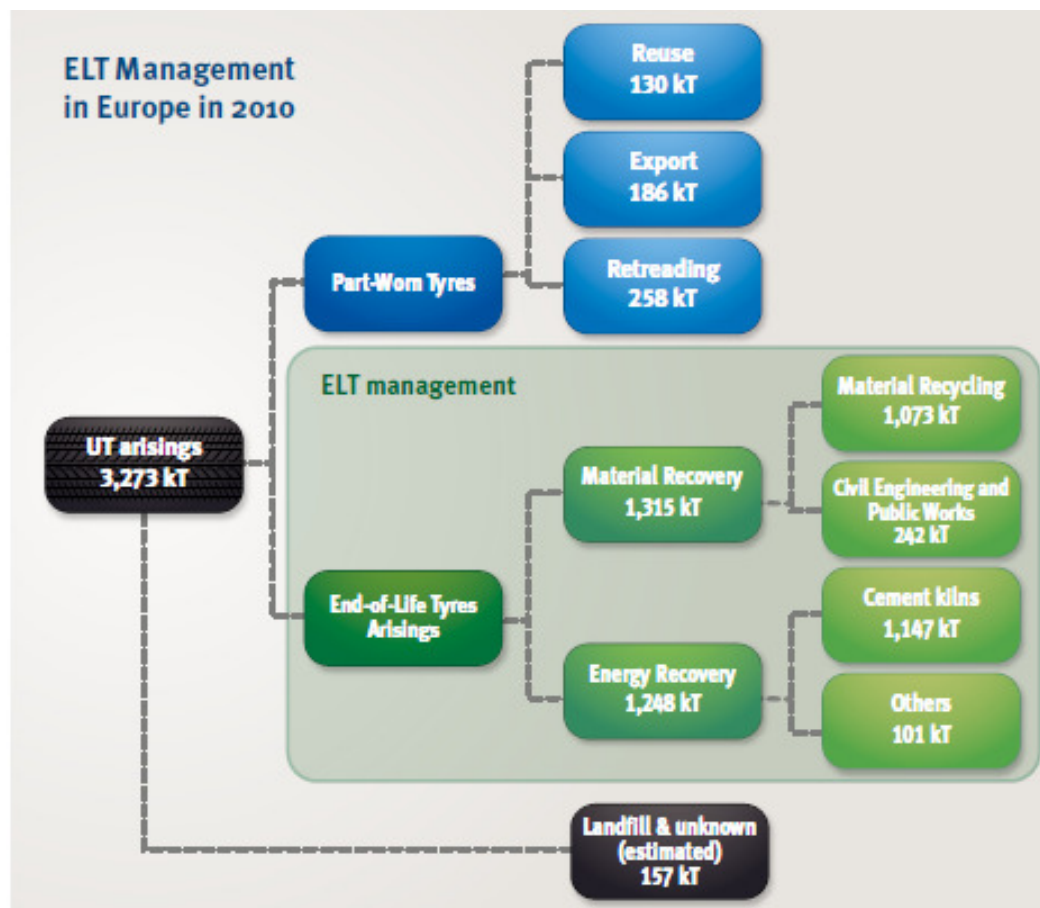 ELT Management
in Europe in 2010
Reuse
130 kT
Export
186 kT
Part-Worn Tyres
Retreading
258 kT
ELT management
UT arisings
3,273 kT
Material Recycling
1,073 kT
Material Recovery
1,315 kT
Civil Engineering and
Public Works
242 kT
End-of-Life Tyres
Arisings
Cement kilns
1,147 kT
Energy Recovery
1,248 kT
Others
101 kT
Landfill & unknown
(estimated)
157 kT